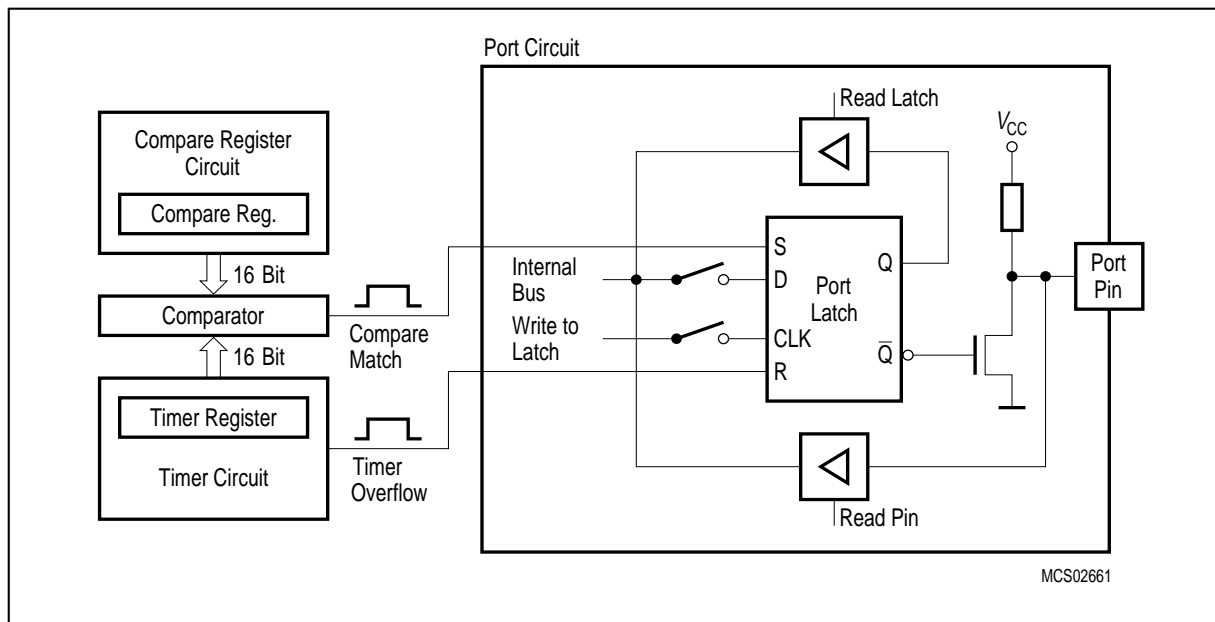 Port Circuit
Read Latch
V_CC
Compare Register
Circuit
Compare Reg.
16 Bit
Comparator
Compare
Match
16 Bit
Timer Register
Timer Circuit
Timer
Overflow
Internal
Bus
Write to
Latch
S
D
CLK
R
Port
Latch
Q
Q̅
Port
Pin
Read Pin
MCS02661